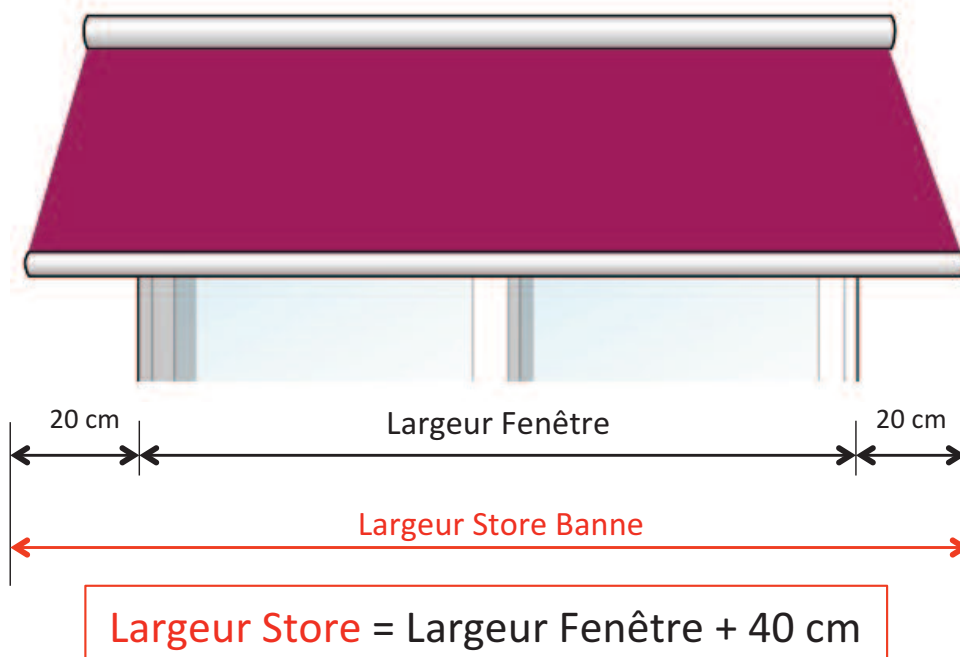 20 cm
Largeur Fenêtre
20 cm
Largeur Store Banne
Largeur Store = Largeur Fenêtre + 40 cm